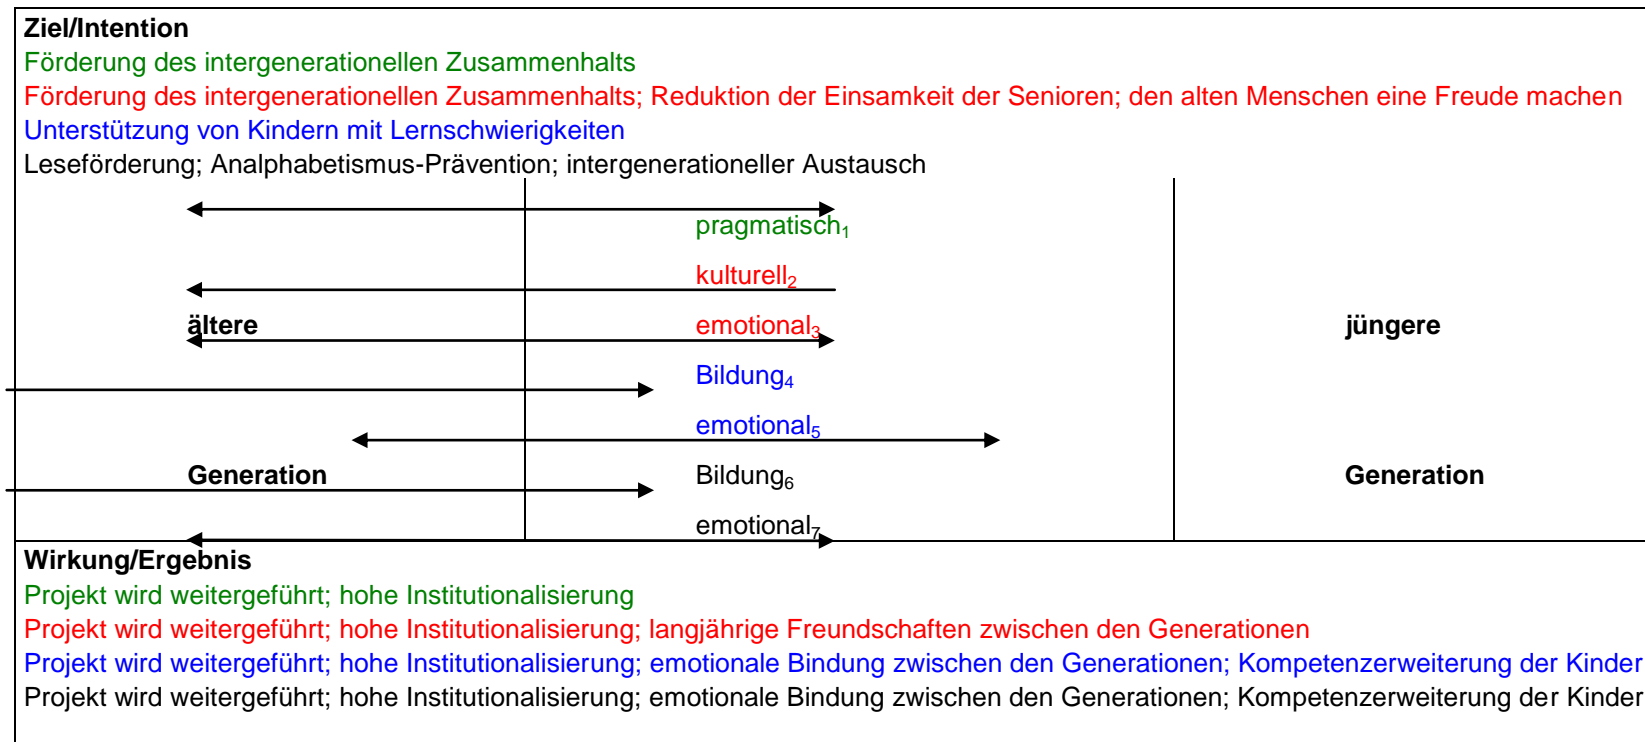 Ziel/Intention
Förderung des intergenerationellen Zusammenhalts
Förderung des intergenerationellen Zusammenhalts; Reduktion der Einsamkeit der Senioren; den alten Menschen eine Freude machen
Unterstützung von Kindern mit Lernschwierigkeiten
Leseförderung; Analphabetismus-Prävention; intergenerationeller Austausch
pragmatisch₁
kulturell₂
ältere emotional₃ jüngere
Bildung₄
emotional₅
Generation Bildung₆ Generation
emotional₇
Wirkung/Ergebnis
Projekt wird weitergeführt; hohe Institutionalisierung
Projekt wird weitergeführt; hohe Institutionalisierung; langjährige Freundschaften zwischen den Generationen
Projekt wird weitergeführt; hohe Institutionalisierung; emotionale Bindung zwischen den Generationen; Kompetenzerweiterung der Kinder
Projekt wird weitergeführt; hohe Institutionalisierung; emotionale Bindung zwischen den Generationen; Kompetenzerweiterung der Kinder